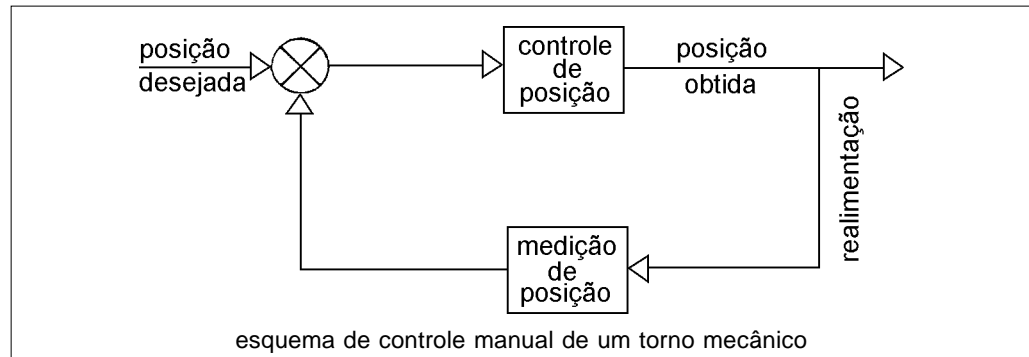 posição
desejada
controle
de
posição
posição
obtida
realimentação
medição
de
posição
esquema de controle manual de um torno mecânico